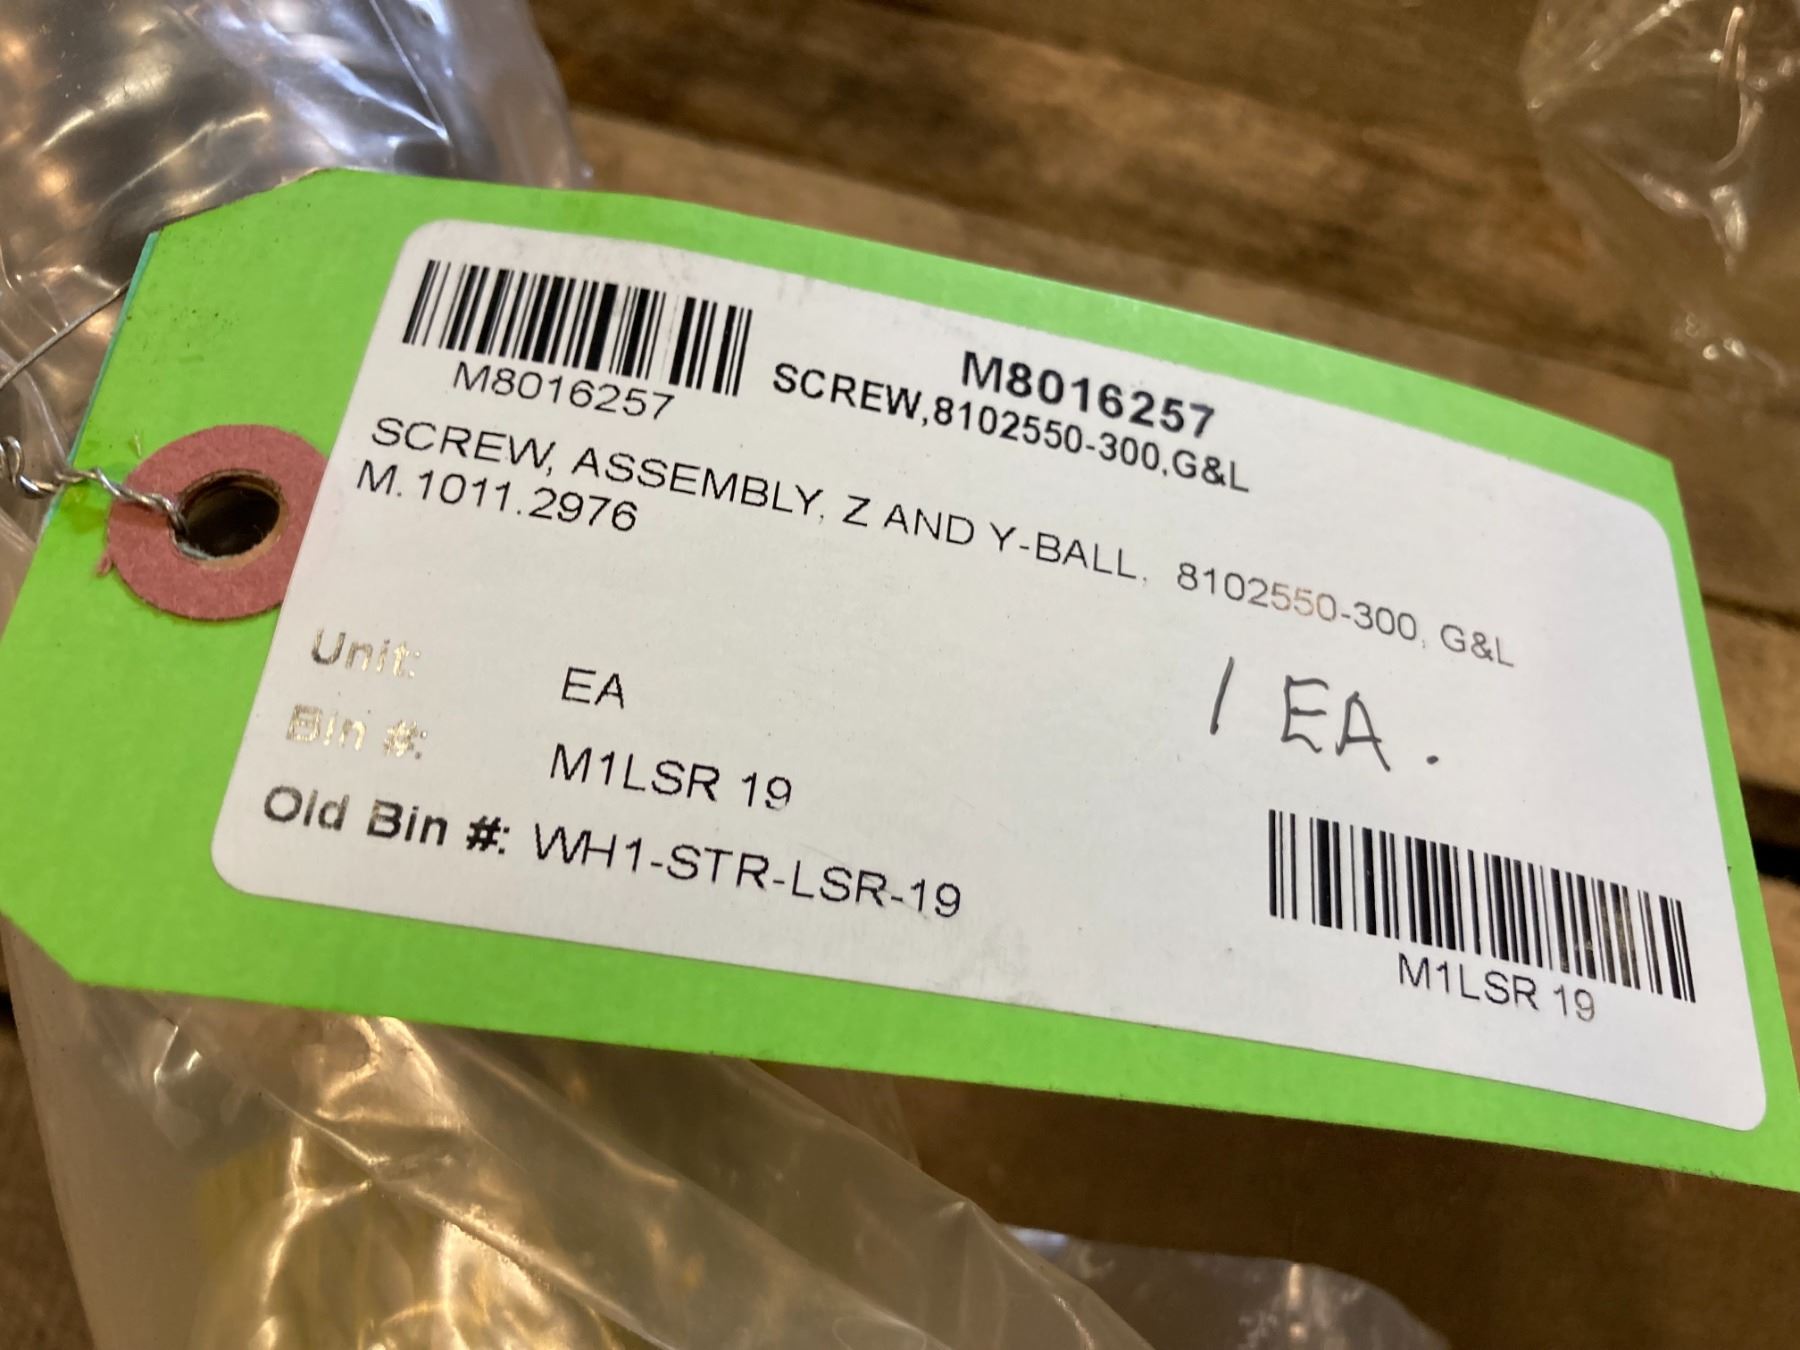 M8016257
M8016257
SCREW,8102550-300,G&L
SCREW, ASSEMBLY, Z AND Y-BALL, 8102550-300, G&L
M.1011.2976
Unit: EA
1 EA.
Bin #: M1LSR 19
Old Bin #: WH1-STR-LSR-19
M1LSR 19